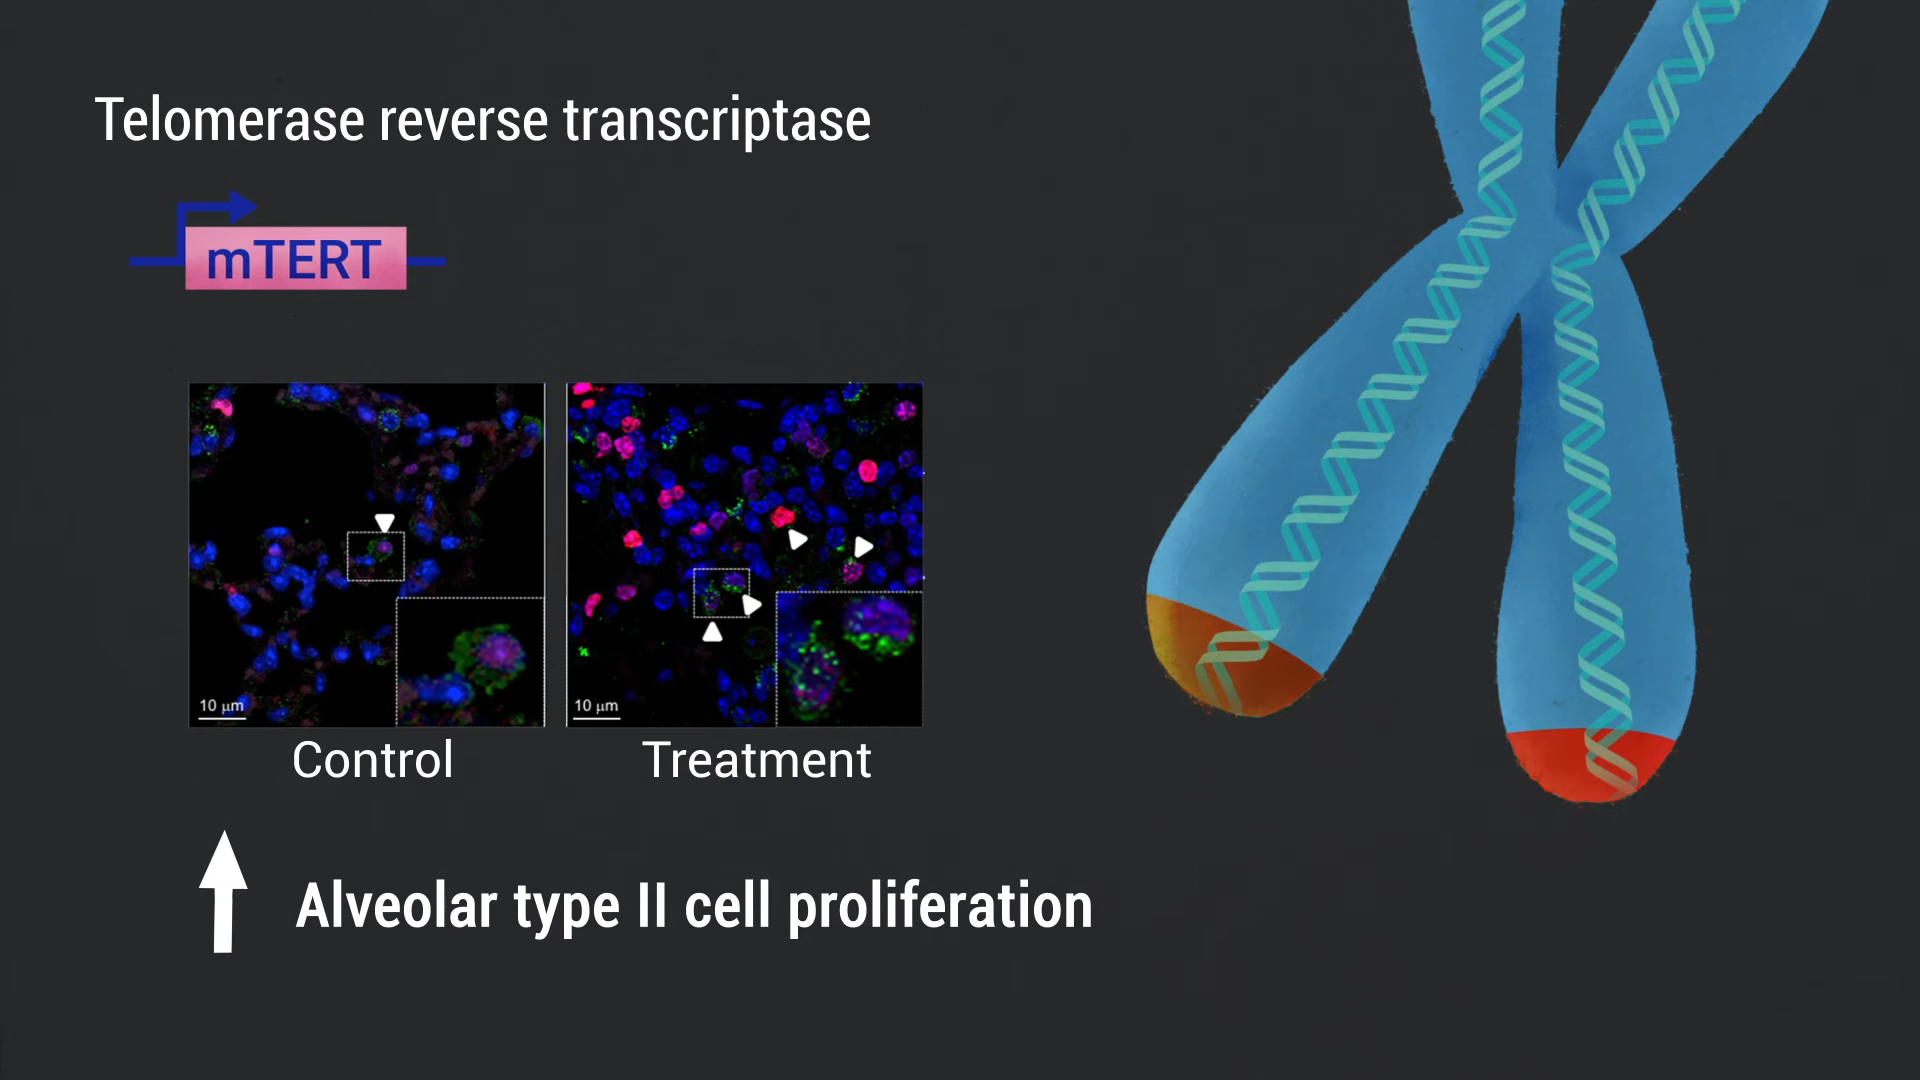 Telomerase reverse transcriptase
mTERT
10 µm
10 µm
Control
Treatment
Alveolar type II cell proliferation